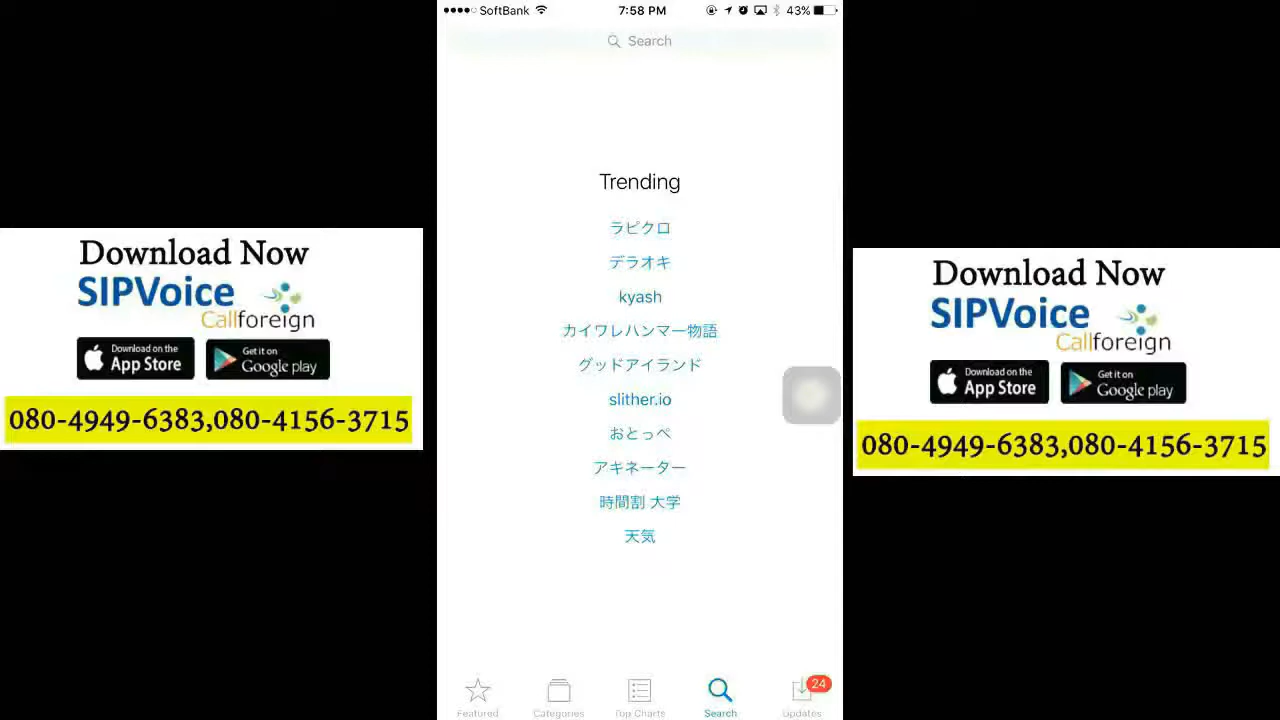 SoftBank 7:58 PM 43%
Search
Trending
ラピクロ
デラオキ
kyash
カイワレハンマー物語
グッドアイランド
slither.io
おとっぺ
アキネーター
時間割 大学
天気
Featured Categories Top Charts Search Updates
24
Download Now
SIPVoice
Callforeign
Download on the
App Store
Get it on
Google play
080-4949-6383,080-4156-3715
Download Now
SIPVoice
Callforeign
Download on the
App Store
Get it on
Google play
080-4949-6383,080-4156-3715